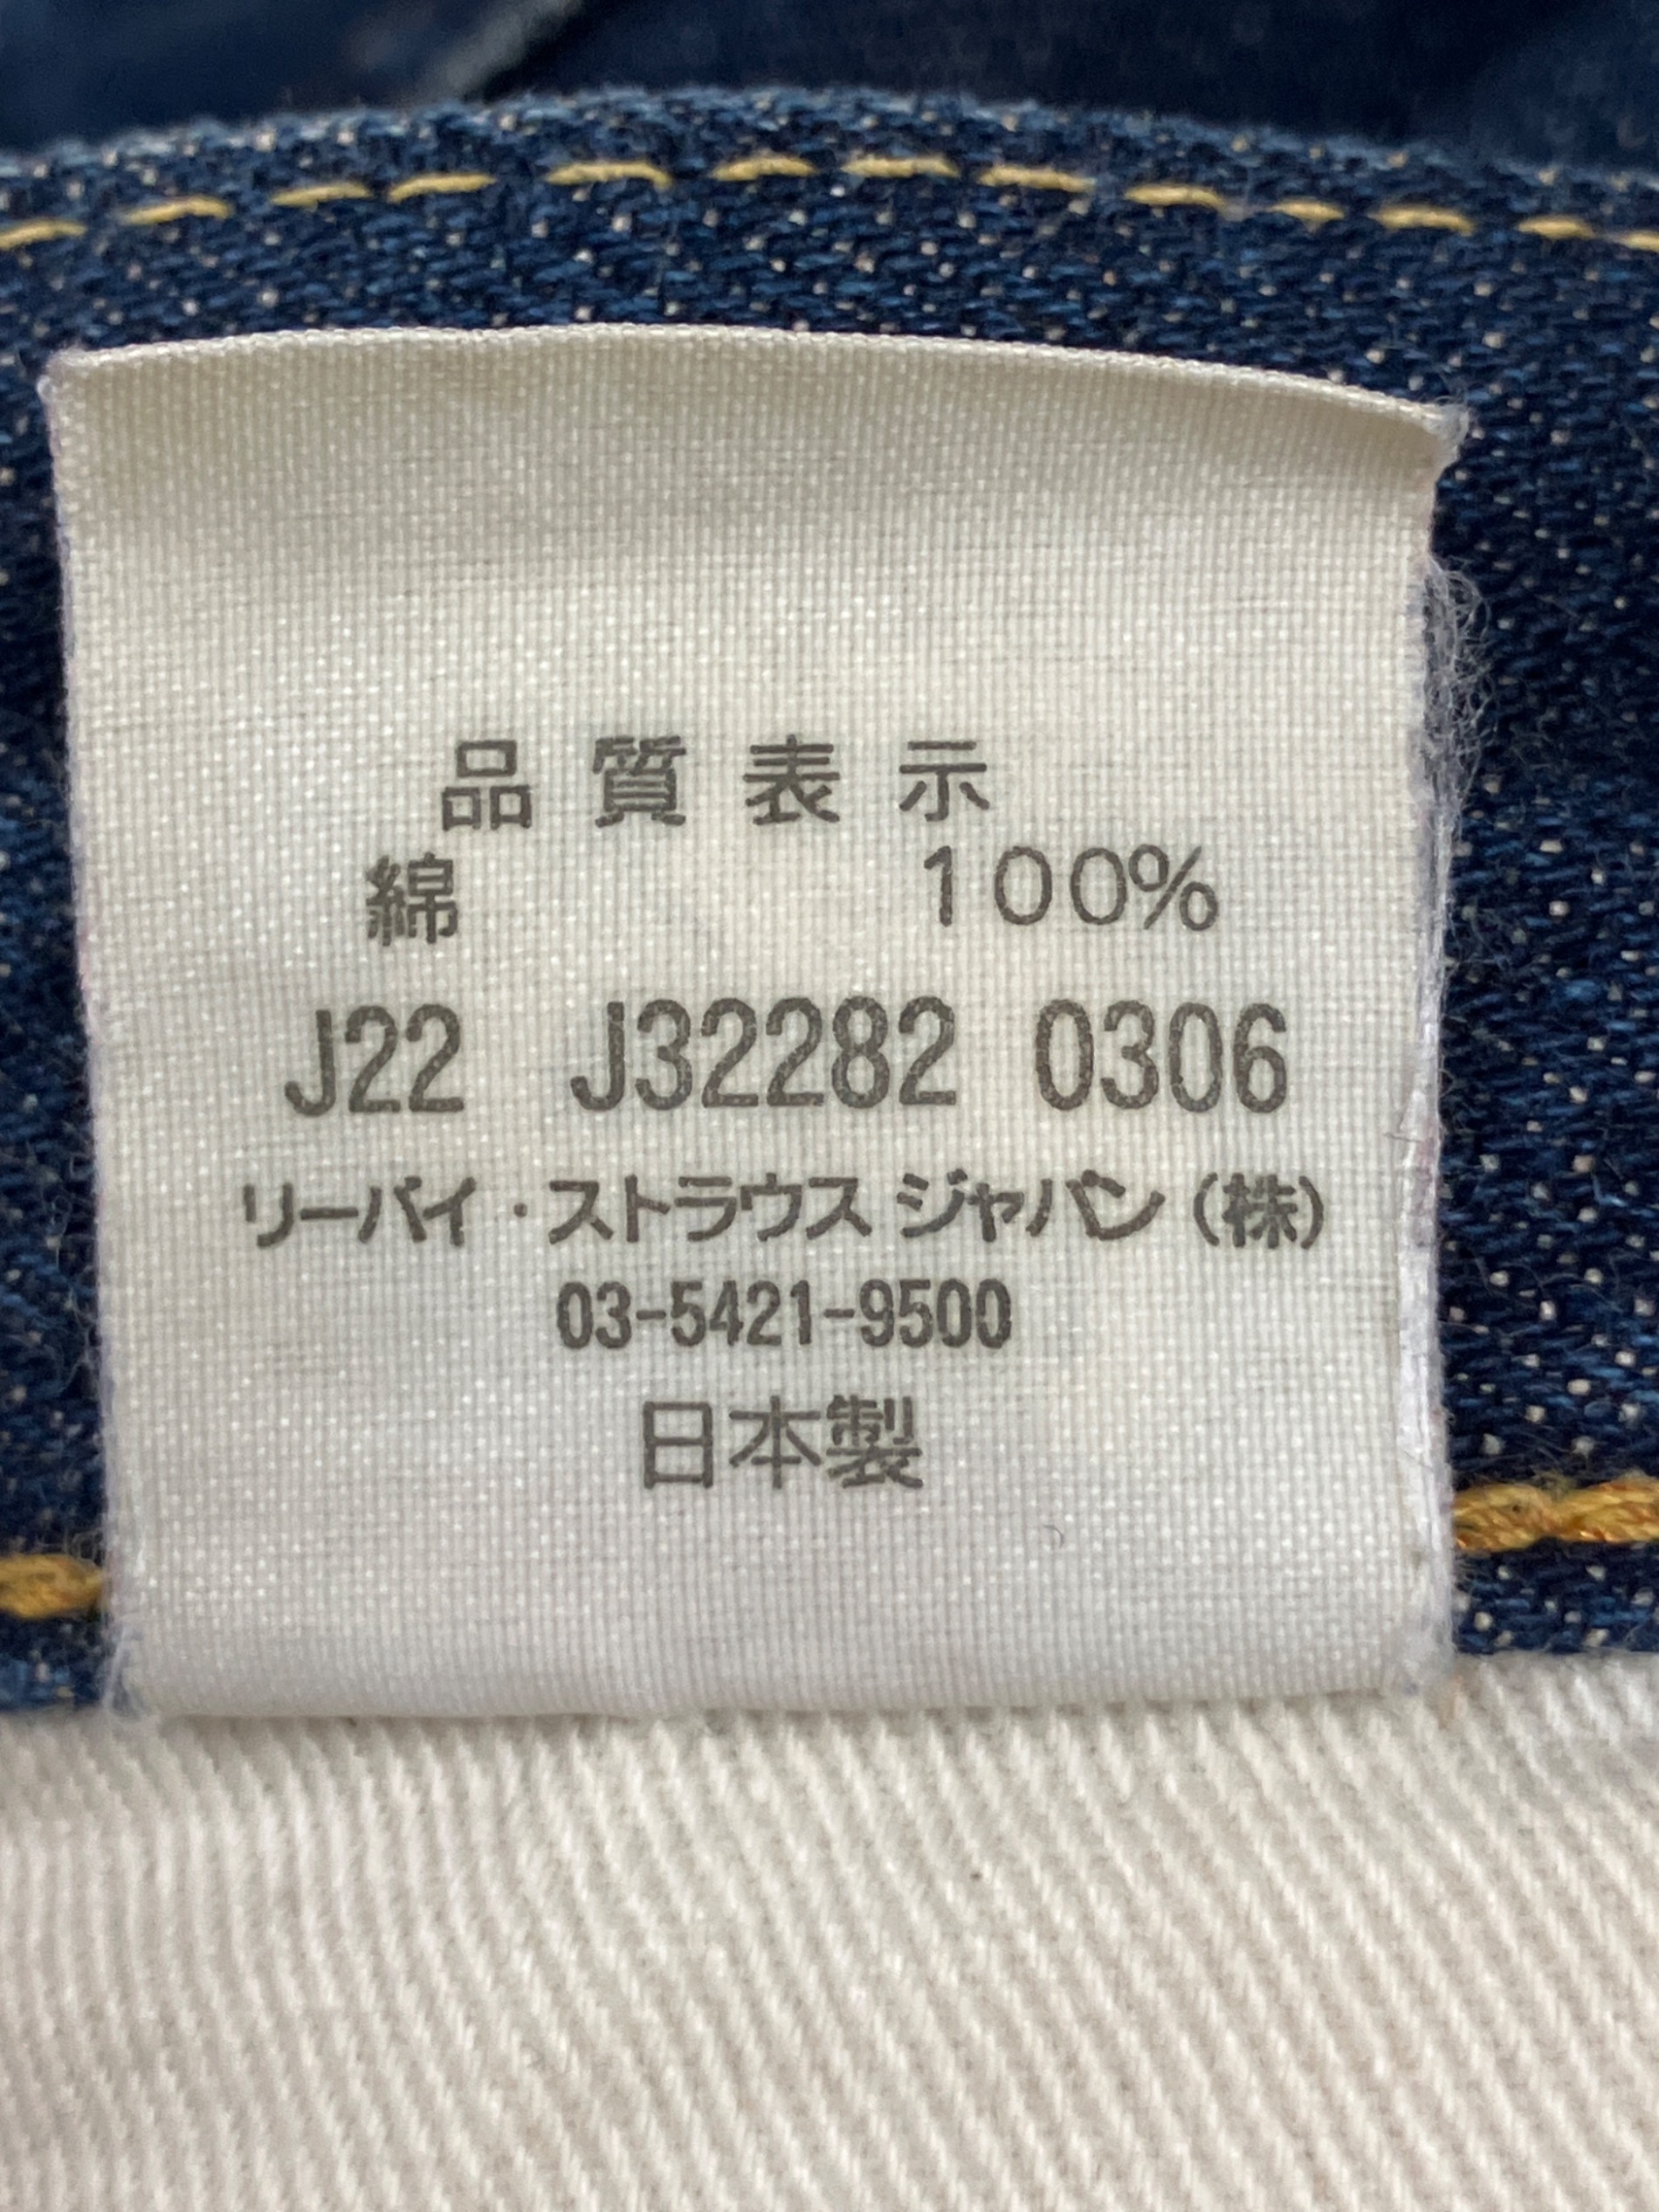 品質表示
綿 100%
J22 J32282 0306
リーバイ・ストラウス ジャパン(株)
03-5421-9500
日本製